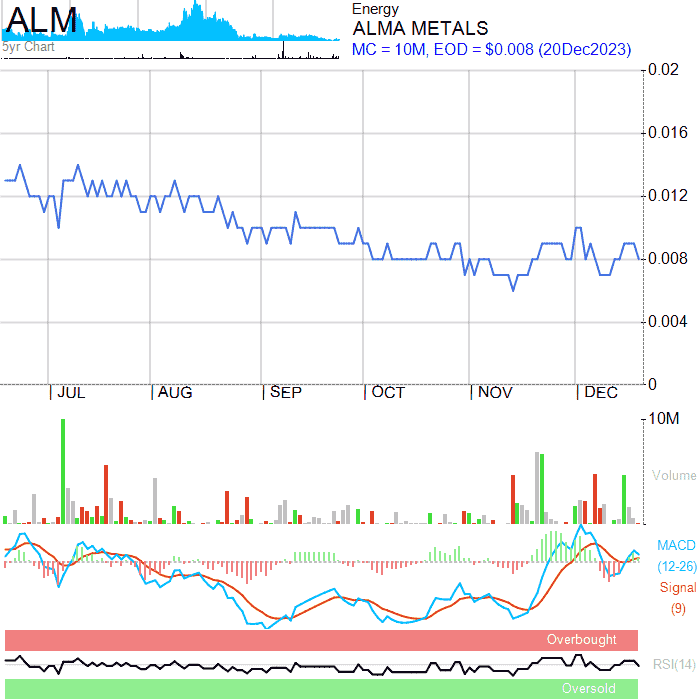 ALM
5yr Chart
Energy
ALMA METALS
MC = 10M, EOD = $0.008 (20Dec2023)
0.02
0.016
0.012
0.008
0.004
0
JUL AUG SEP OCT NOV DEC
10M
Volume
MACD
(12-26)
Signal
(9)
Overbought
RSI(14)
Oversold